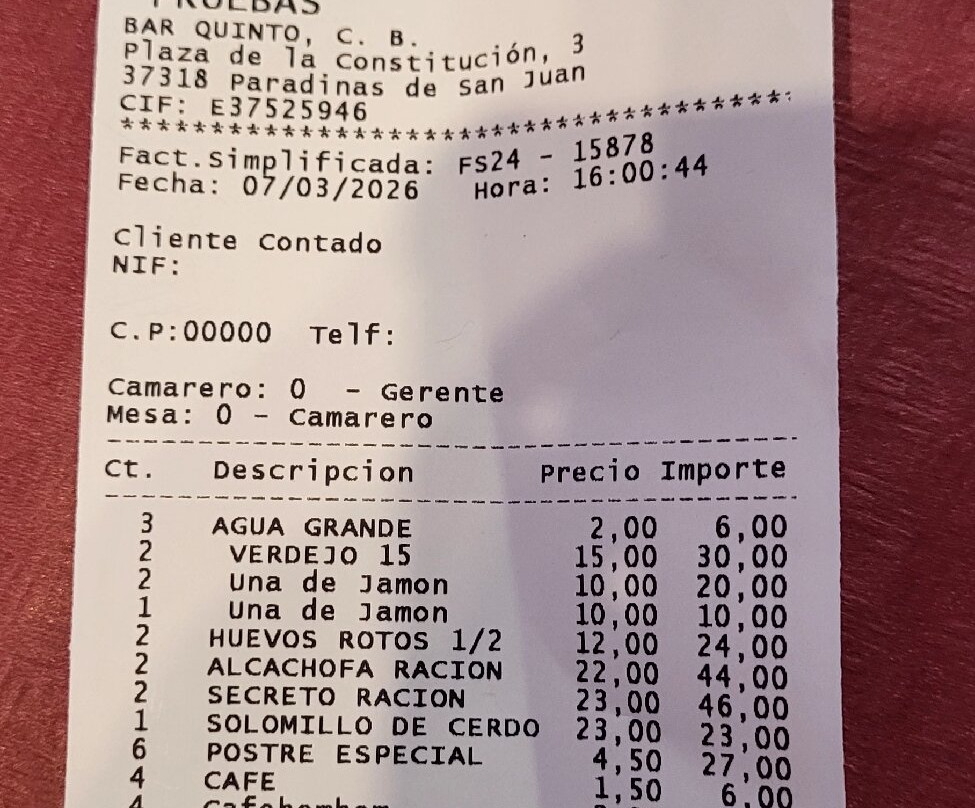 PRUEBAS
BAR QUINTO, C. B.
Plaza de la Constitución, 3
37318 Paradinas de San Juan
CIF: E37525946
**************************************
Fact.Simplificada: FS24 - 15878
Fecha: 07/03/2026 Hora: 16:00:44
Cliente Contado
NIF:
C.P:00000 Telf:
Camarero: 0 - Gerente
Mesa: 0 - Camarero
Ct. Descripcion Precio Importe
3 AGUA GRANDE 2,00 6,00
2 VERDEJO 15 15,00 30,00
2 Una de Jamon 10,00 20,00
1 Una de Jamon 10,00 10,00
2 HUEVOS ROTOS 1/2 12,00 24,00
2 ALCACHOFA RACION 22,00 44,00
2 SECRETO RACION 23,00 46,00
1 SOLOMILLO DE CERDO 23,00 23,00
6 POSTRE ESPECIAL 4,50 27,00
4 CAFE 1,50 6,00